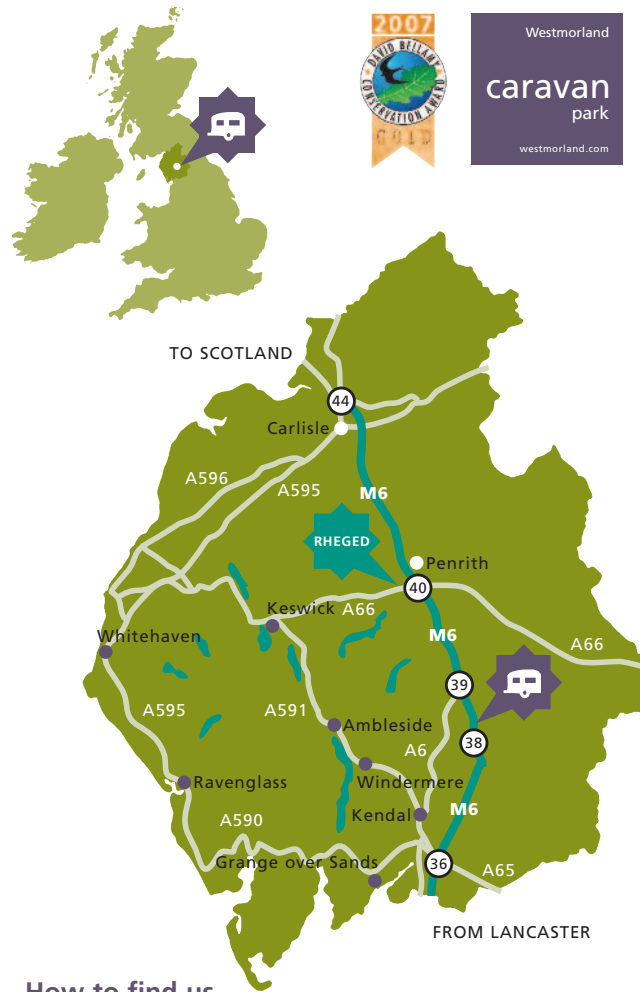 2007
DAVID BELLAMY
CONSERVATION AWARD
GOLD
Westmorland
caravan
park
westmorland.com
TO SCOTLAND
44
Carlisle
A596
A595
M6
RHEGED
Penrith
40
Keswick
A66
Whitehaven
M6
A66
39
A595
A591
Ambleside
A6
38
Ravenglass
Windermere
Kendal
M6
A590
Grange over Sands
36
A65
FROM LANCASTER
How to find us